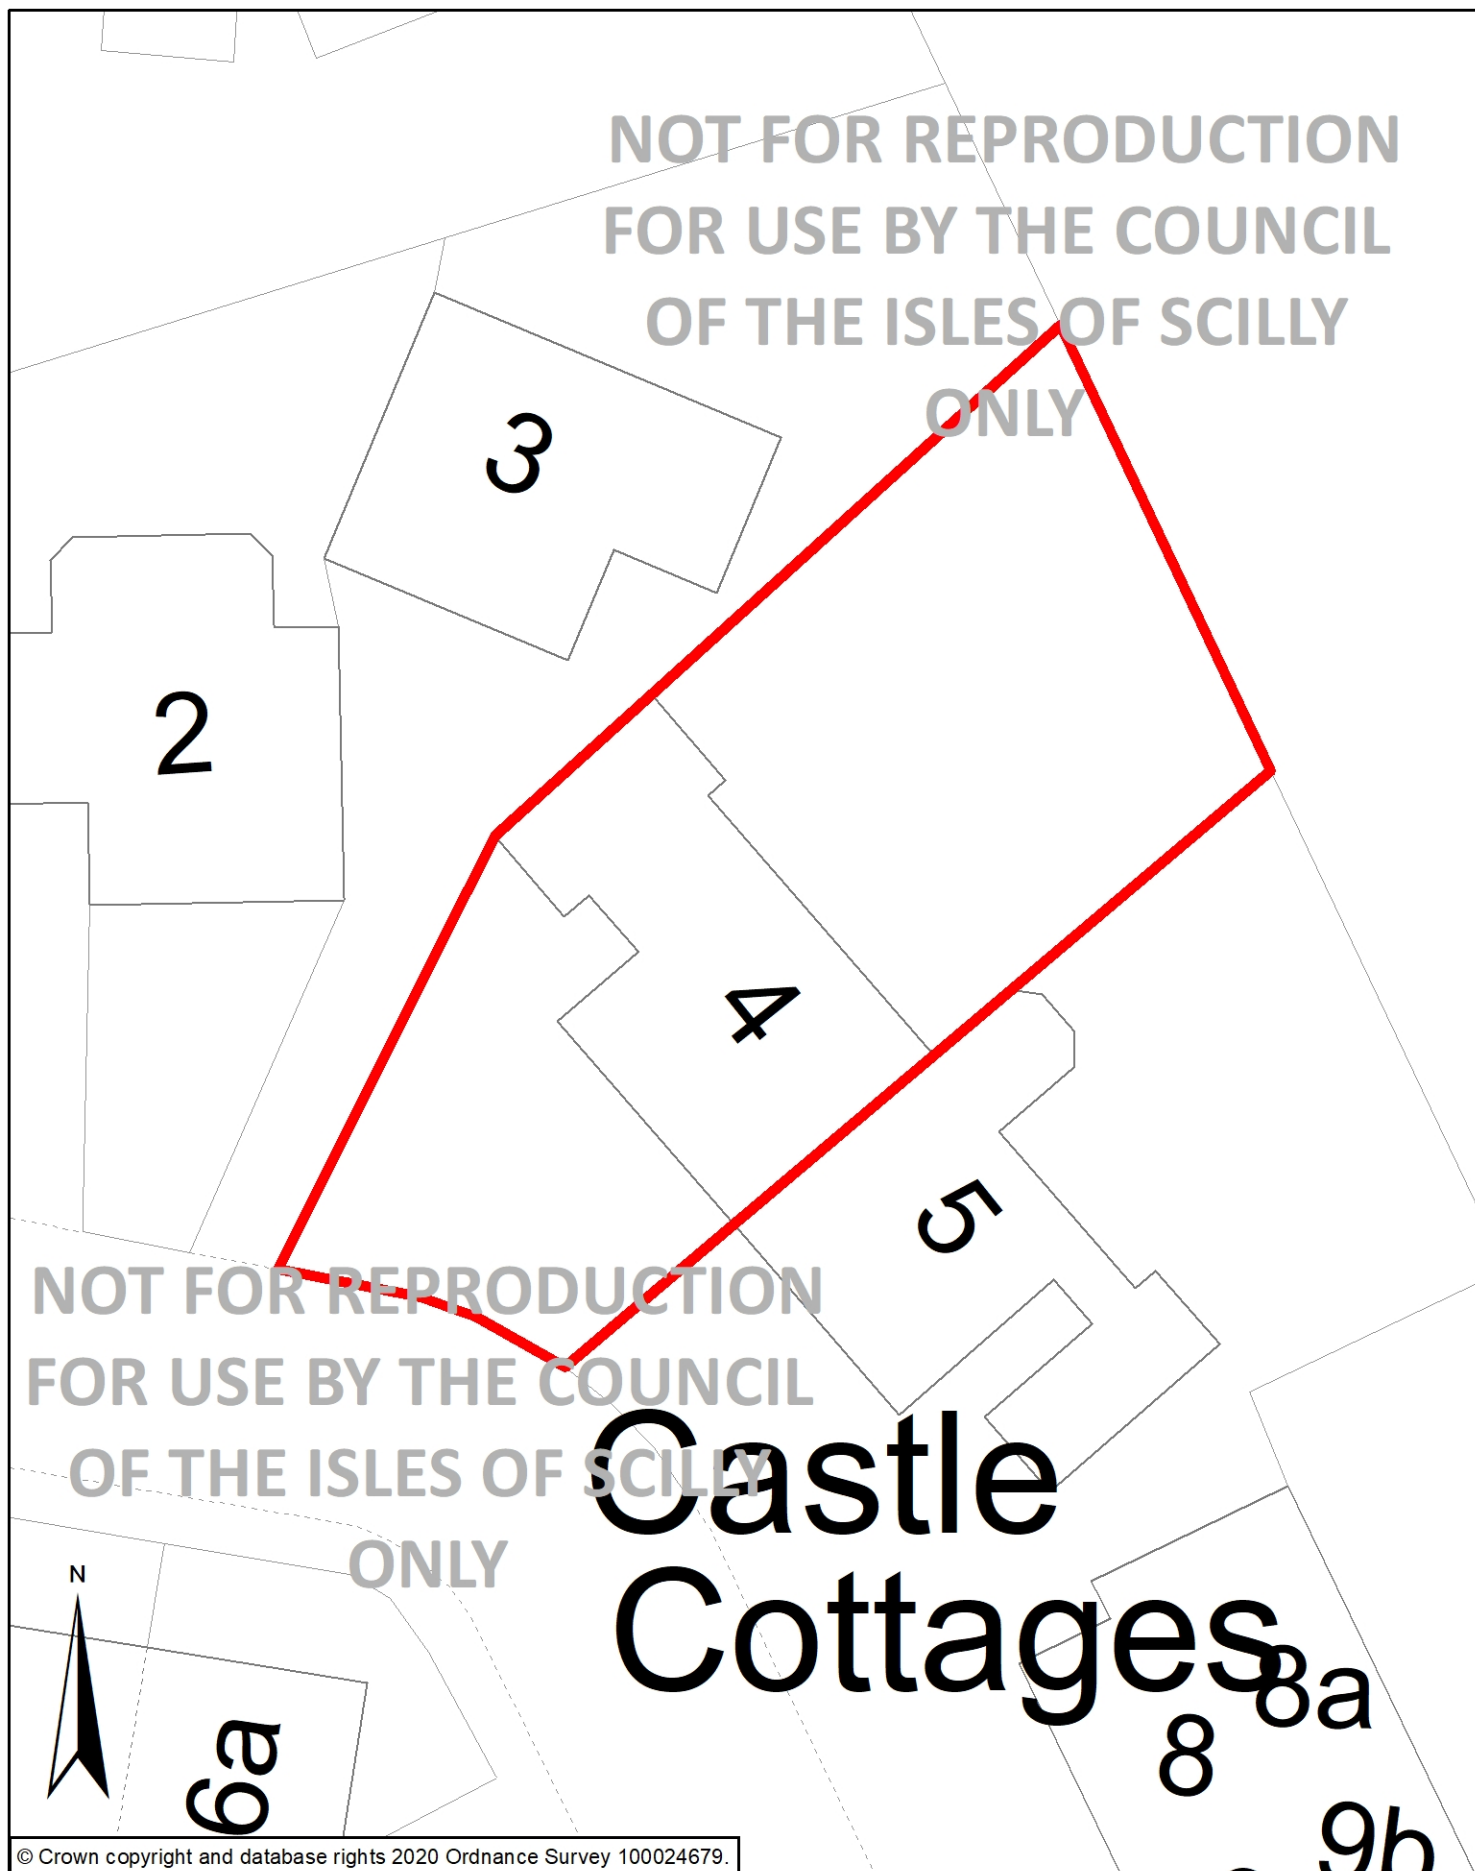 NOT FOR REPRODUCTION
FOR USE BY THE COUNCIL
OF THE ISLES OF SCILLY
ONLY
3
2
4
5
NOT FOR REPRODUCTION
FOR USE BY THE COUNCIL
OF THE ISLES OF SCILLY
ONLY
Castle
Cottages
N
8a
8
6a
9b
© Crown copyright and database rights 2020 Ordnance Survey 100024679.